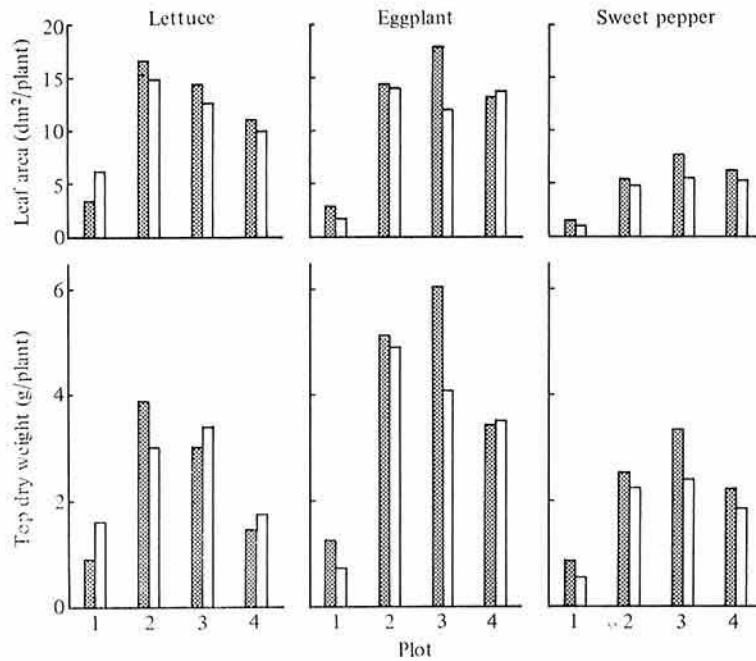 Lettuce Eggplant Sweet pepper
Leaf area (dm²/plant)
20
15
10
5
0
Top dry weight (g/plant)
6
4
2
0
1 2 3 4 1 2 3 4 1 2 3 4
Plot